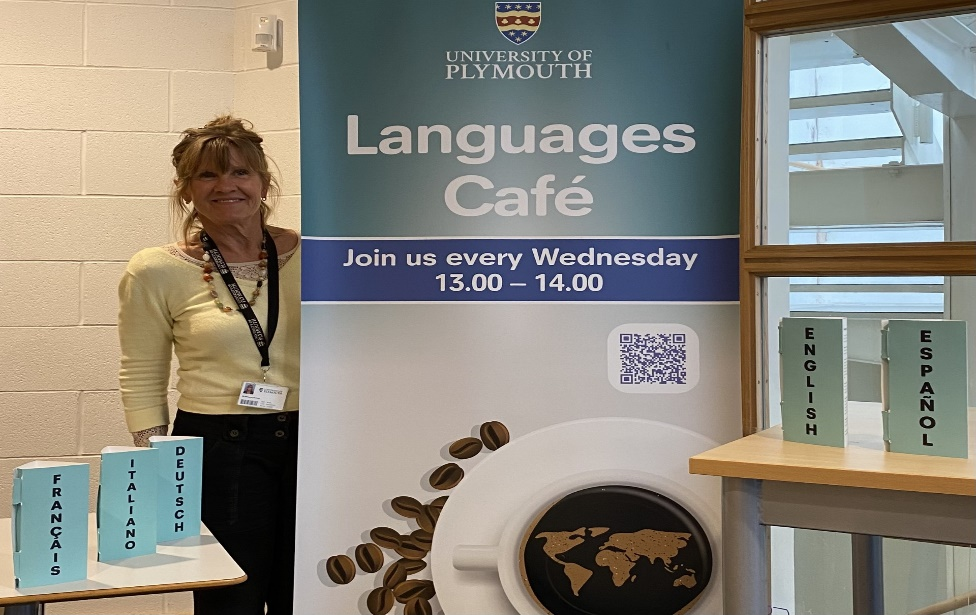 UNIVERSITY OF
PLYMOUTH
Languages
Café
Join us every Wednesday
13.00 – 14.00
FRANÇAIS
ITALIANO
DEUTSCH
ENGLISH
ESPAÑOL